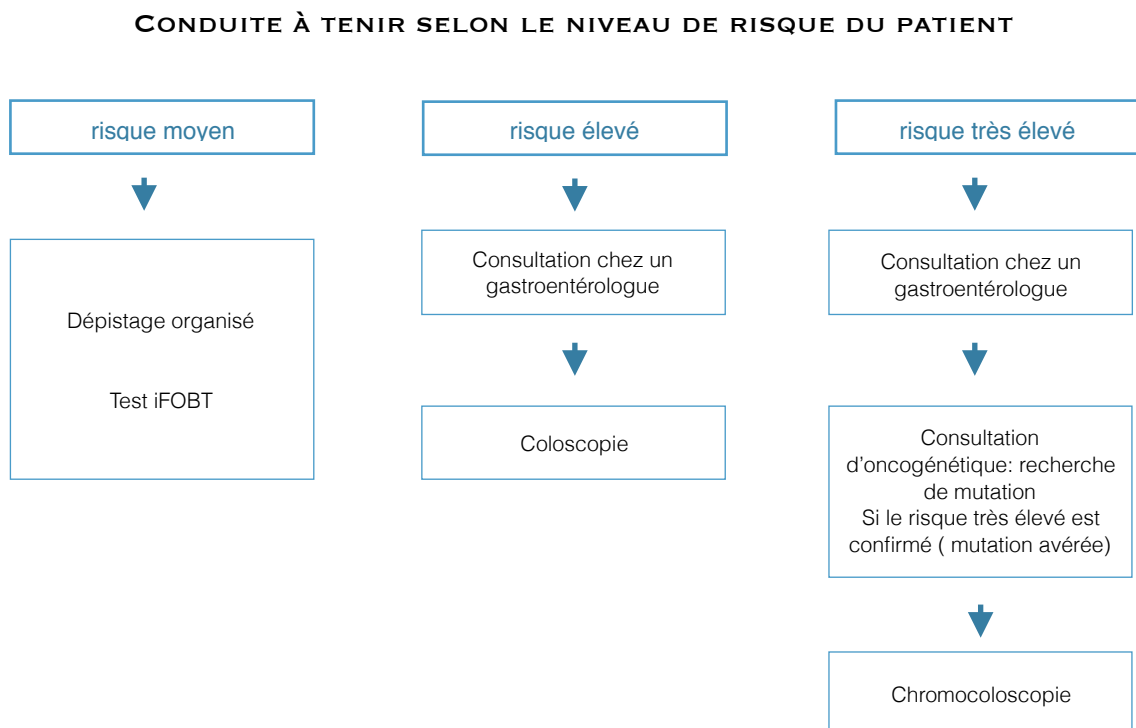 CONDUITE À TENIR SELON LE NIVEAU DE RISQUE DU PATIENT
risque moyen
Dépistage organisé
Test iFOBT
risque élevé
Consultation chez un
gastroentérologue
Coloscopie
risque très élevé
Consultation chez un
gastroentérologue
Consultation
d'oncogénétique: recherche
de mutation
Si le risque très élevé est
confirmé ( mutation avérée)
Chromocoloscopie